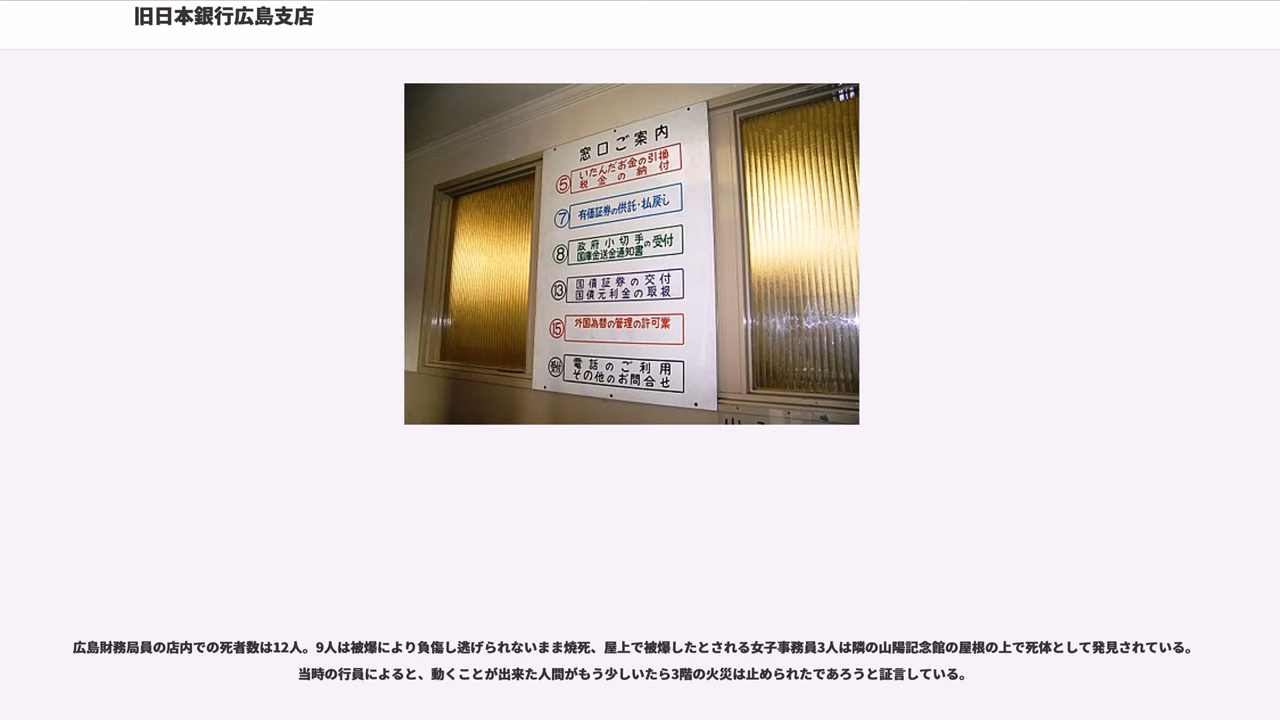 旧日本銀行広島支店
窓口ご案内
⑤ いたんだお金の引換
税金の納付
⑦ 有価証券の供託・払戻し
⑧ 政府小切手の受付
国庫金送金通知書
⑬ 国債証券の交付
国債元利金の取扱
⑮ 外国為替の管理の許可業
受付 電話のご利用
その他のお問合せ
広島財務局員の店内での死者数は12人。9人は被爆により負傷し逃げられないまま焼死、屋上で被爆したとされる女子事務員3人は隣の山陽記念館の屋根の上で死体として発見されている。
当時の行員によると、動くことが出来た人間がもう少しいたら3階の火災は止められたであろうと証言している。